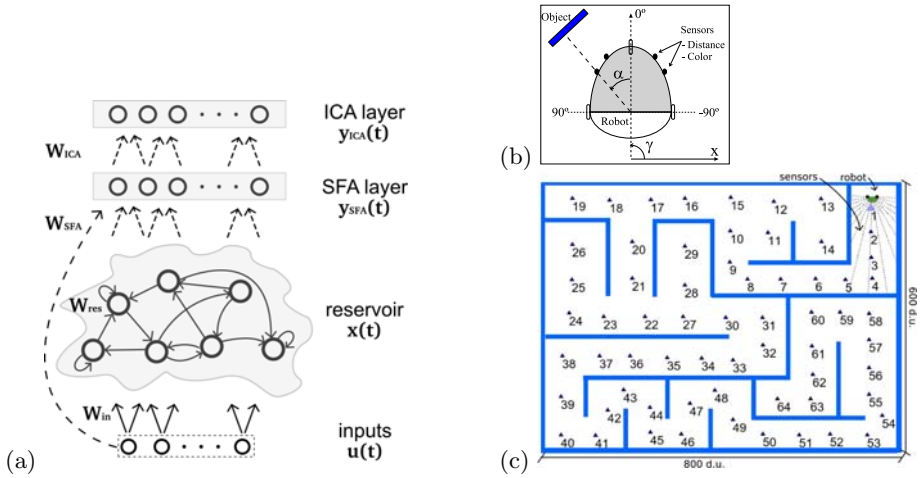 ICA layer
y_ICA(t)
W_ICA
SFA layer
y_SFA(t)
W_SFA
W_res
reservoir
x(t)
W_in
inputs
u(t)
(a)
Object
0º
Sensors
- Distance
- Color
α
90º
-90º
Robot
γ
x
(b)
sensors
robot
19 18 17 16 15 12 13 1
10 11 2
26 20 29 14
9 3
25 21 28 8 7 6 5 4
24 23 22 27 30 31 60 59 58
38 37 36 35 34 33 32 61 57
62 56
39 43 48 55
42 44 47 64 63
49 54
40 41 45 46 50 51 52 53
600 d.u.
800 d.u.
(c)